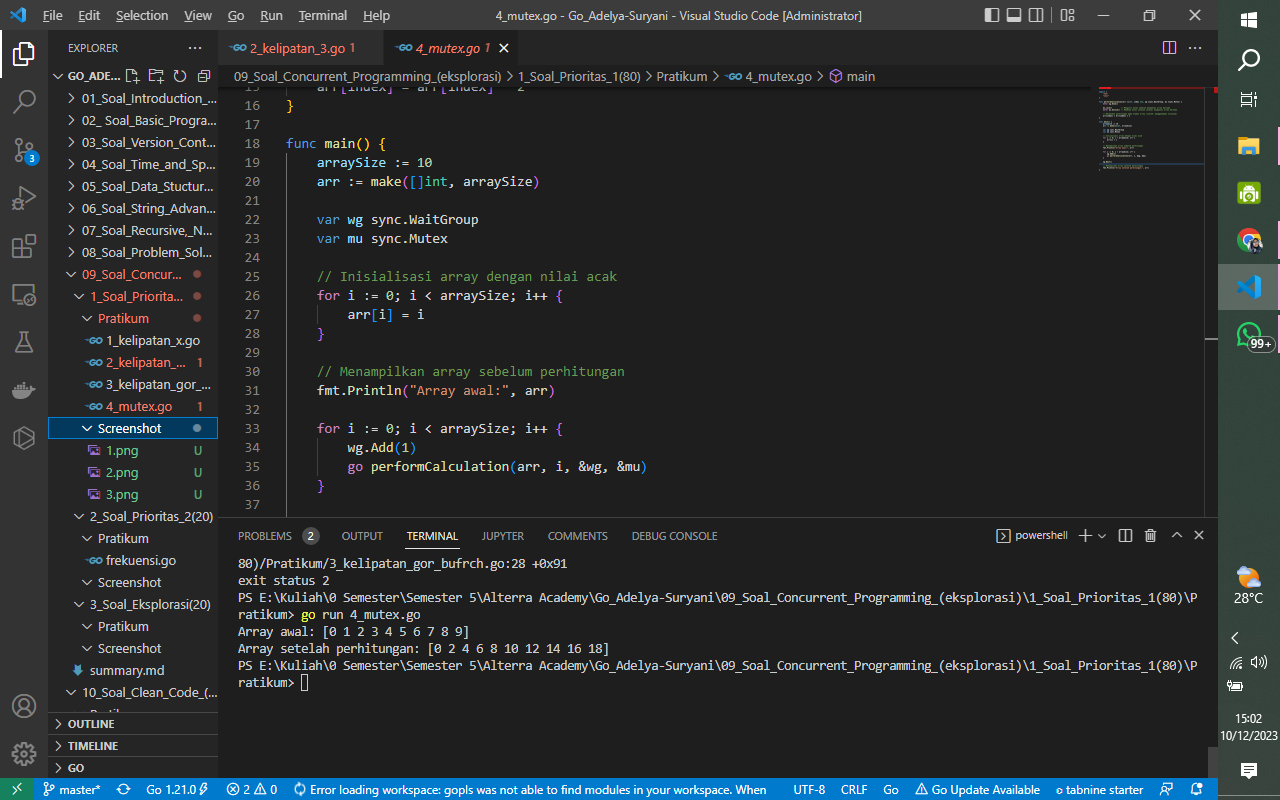 File Edit Selection View Go Run Terminal Help 4_mutex.go - Go_Adelya-Suryani - Visual Studio Code [Administrator]
EXPLORER
GO_ADE...
01_Soal_Introduction_...
02_ Soal_Basic_Progra...
03_Soal_Version_Cont...
04_Soal_Time_and_Sp...
05_Soal_Data_Stuctur...
06_Soal_String_Advan...
07_Soal_Recursive,_N...
08_Soal_Problem_Sol...
09_Soal_Concur...
1_Soal_Priorita...
Pratikum
GO 1_kelipatan_x.go
GO 2_kelipatan_... 1
GO 3_kelipatan_gor_...
GO 4_mutex.go 1
Screenshot
1.png U
2.png U
3.png U
2_Soal_Prioritas_2(20)
Pratikum
GO frekuensi.go
Screenshot
3_Soal_Eksplorasi(20)
Pratikum
Screenshot
summary.md
10_Soal_Clean_Code_(...
OUTLINE
TIMELINE
GO
3
GO 2_kelipatan_3.go 1 GO 4_mutex.go 1
09_Soal_Concurrent_Programming_(eksplorasi) > 1_Soal_Prioritas_1(80) > Pratikum > GO 4_mutex.go > main
15 arr[index] = arr[index] * 2
16 }
17
18 func main() {
19 arraySize := 10
20 arr := make([]int, arraySize)
21
22 var wg sync.WaitGroup
23 var mu sync.Mutex
24
25 // Inisialisasi array dengan nilai acak
26 for i := 0; i < arraySize; i++ {
27 arr[i] = i
28 }
29
30 // Menampilkan array sebelum perhitungan
31 fmt.Println("Array awal:", arr)
32
33 for i := 0; i < arraySize; i++ {
34 wg.Add(1)
35 go performCalculation(arr, i, &wg, &mu)
36 }
37
PROBLEMS 2 OUTPUT TERMINAL JUPYTER COMMENTS DEBUG CONSOLE powershell
80)/Pratikum/3_kelipatan_gor_bufrch.go:28 +0x91
exit status 2
PS E:\Kuliah\0 Semester\Semester 5\Alterra Academy\Go_Adelya-Suryani\09_Soal_Concurrent_Programming_(eksplorasi)\1_Soal_Prioritas_1(80)\P
ratikum> go run 4_mutex.go
Array awal: [0 1 2 3 4 5 6 7 8 9]
Array setelah perhitungan: [0 2 4 6 8 10 12 14 16 18]
PS E:\Kuliah\0 Semester\Semester 5\Alterra Academy\Go_Adelya-Suryani\09_Soal_Concurrent_Programming_(eksplorasi)\1_Soal_Prioritas_1(80)\P
ratikum>
master* Go 1.21.0 2 0 Error loading workspace: gopls was not able to find modules in your workspace. When UTF-8 CRLF Go Go Update Available tabnine starter
99+
28°C
15:02
10/12/2023